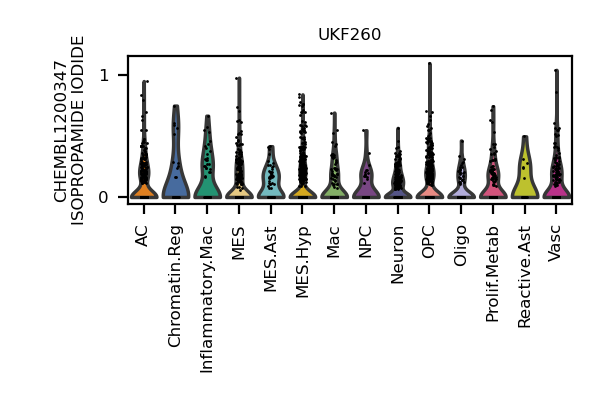 UKF260
CHEMBL1200347
ISOPROPAMIDE IODIDE
1
0
AC
Chromatin.Reg
Inflammatory.Mac
MES
MES.Ast
MES.Hyp
Mac
NPC
Neuron
OPC
Oligo
Prolif.Metab
Reactive.Ast
Vasc